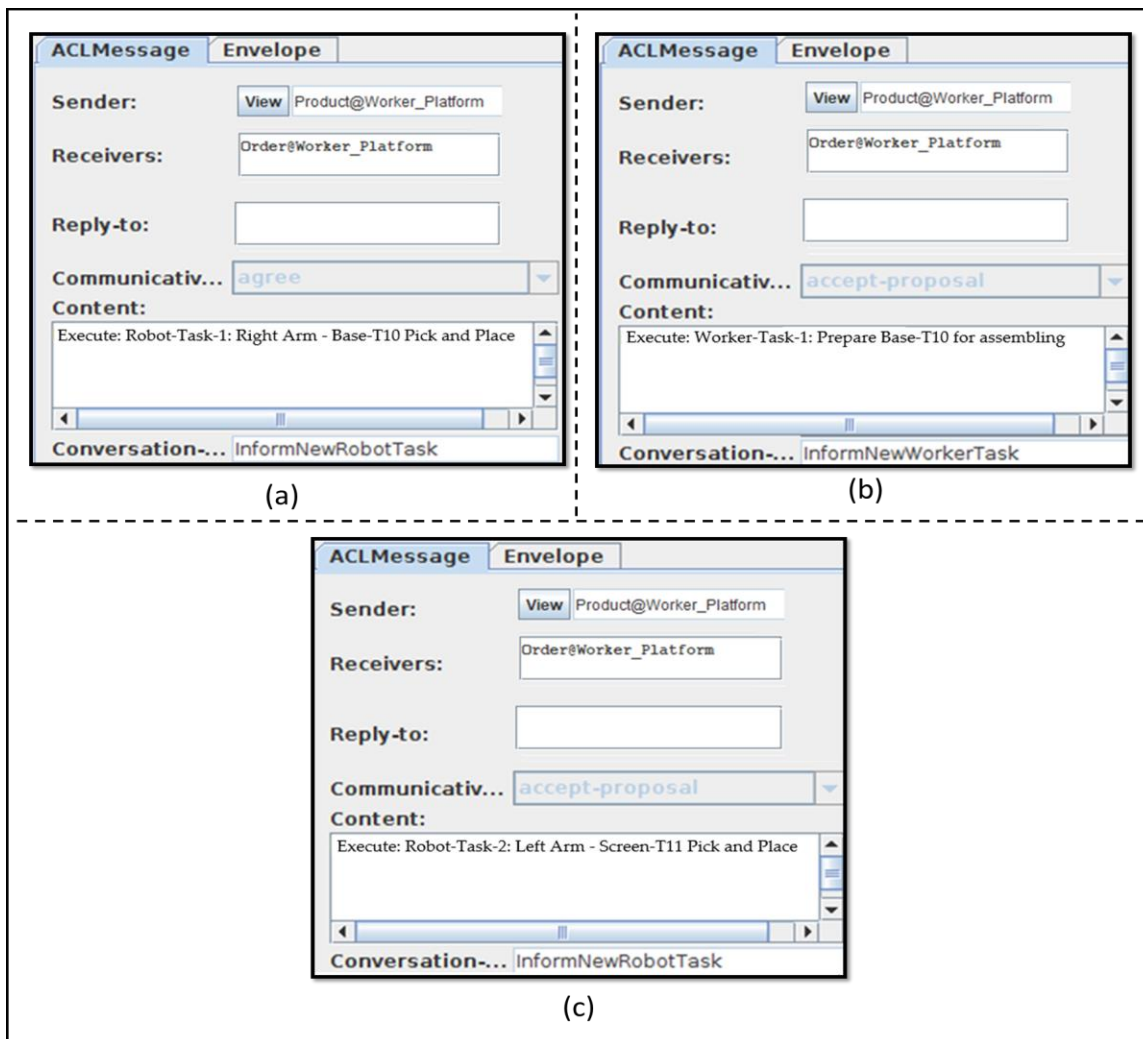 ACLMessage Envelope
Sender: View Product@Worker_Platform
Receivers: Order@Worker_Platform
Reply-to:
Communicativ... agree
Content:
Execute: Robot-Task-1: Right Arm - Base-T10 Pick and Place
Conversation-... InformNewRobotTask
(a)
ACLMessage Envelope
Sender: View Product@Worker_Platform
Receivers: Order@Worker_Platform
Reply-to:
Communicativ... accept-proposal
Content:
Execute: Worker-Task-1: Prepare Base-T10 for assembling
Conversation-... InformNewWorkerTask
(b)
ACLMessage Envelope
Sender: View Product@Worker_Platform
Receivers: Order@Worker_Platform
Reply-to:
Communicativ... accept-proposal
Content:
Execute: Robot-Task-2: Left Arm - Screen-T11 Pick and Place
Conversation-... InformNewRobotTask
(c)